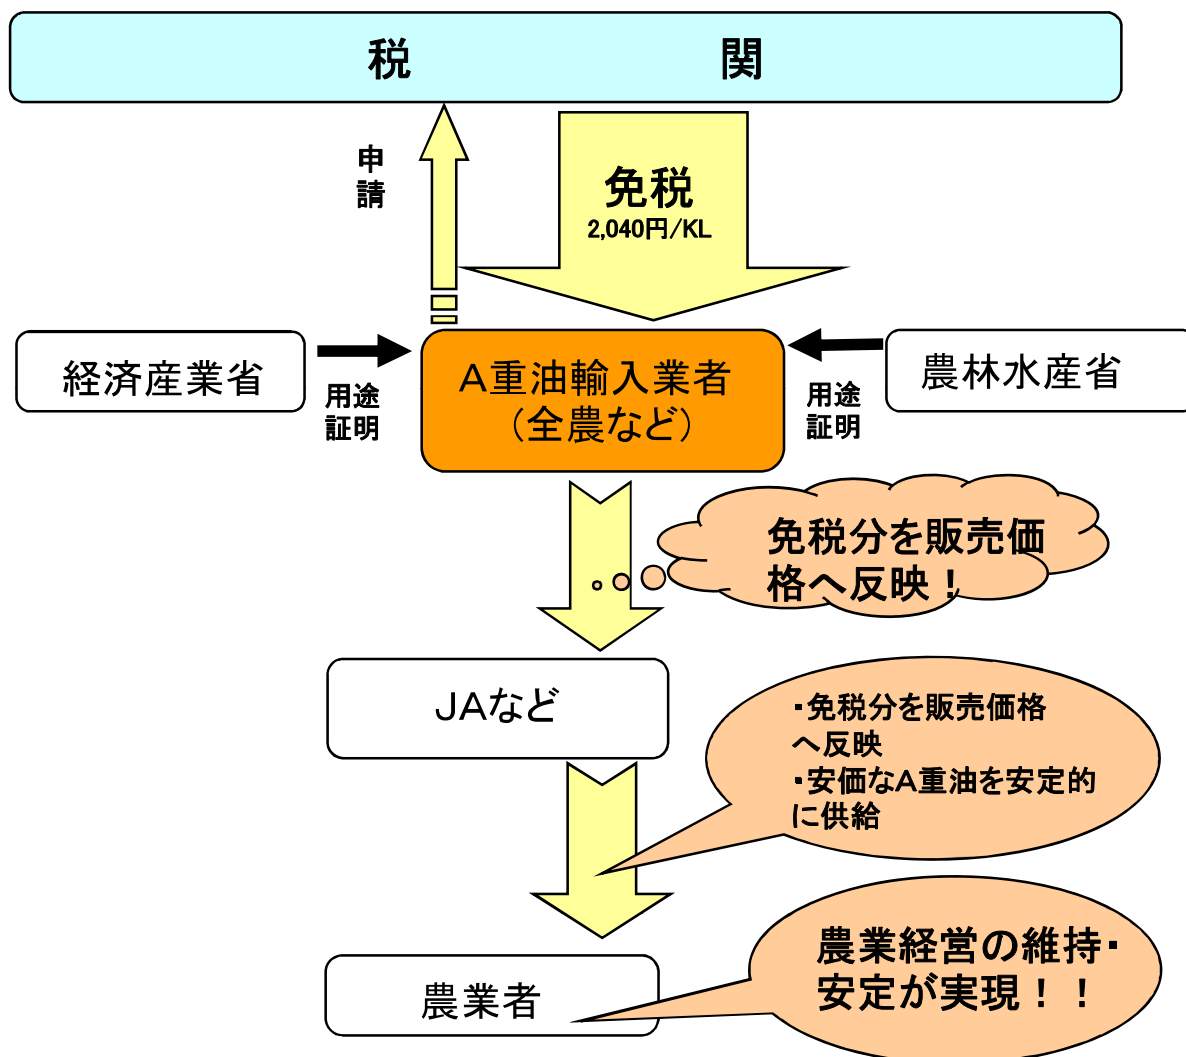 税 関
申
請
免税
2,040円/KL
経済産業省
用途
証明
A重油輸入業者
(全農など)
農林水産省
用途
証明
免税分を販売価
格へ反映！
JAなど
・免税分を販売価格
へ反映
・安価なA重油を安定的
に供給
農業経営の維持・
安定が実現！！
農業者